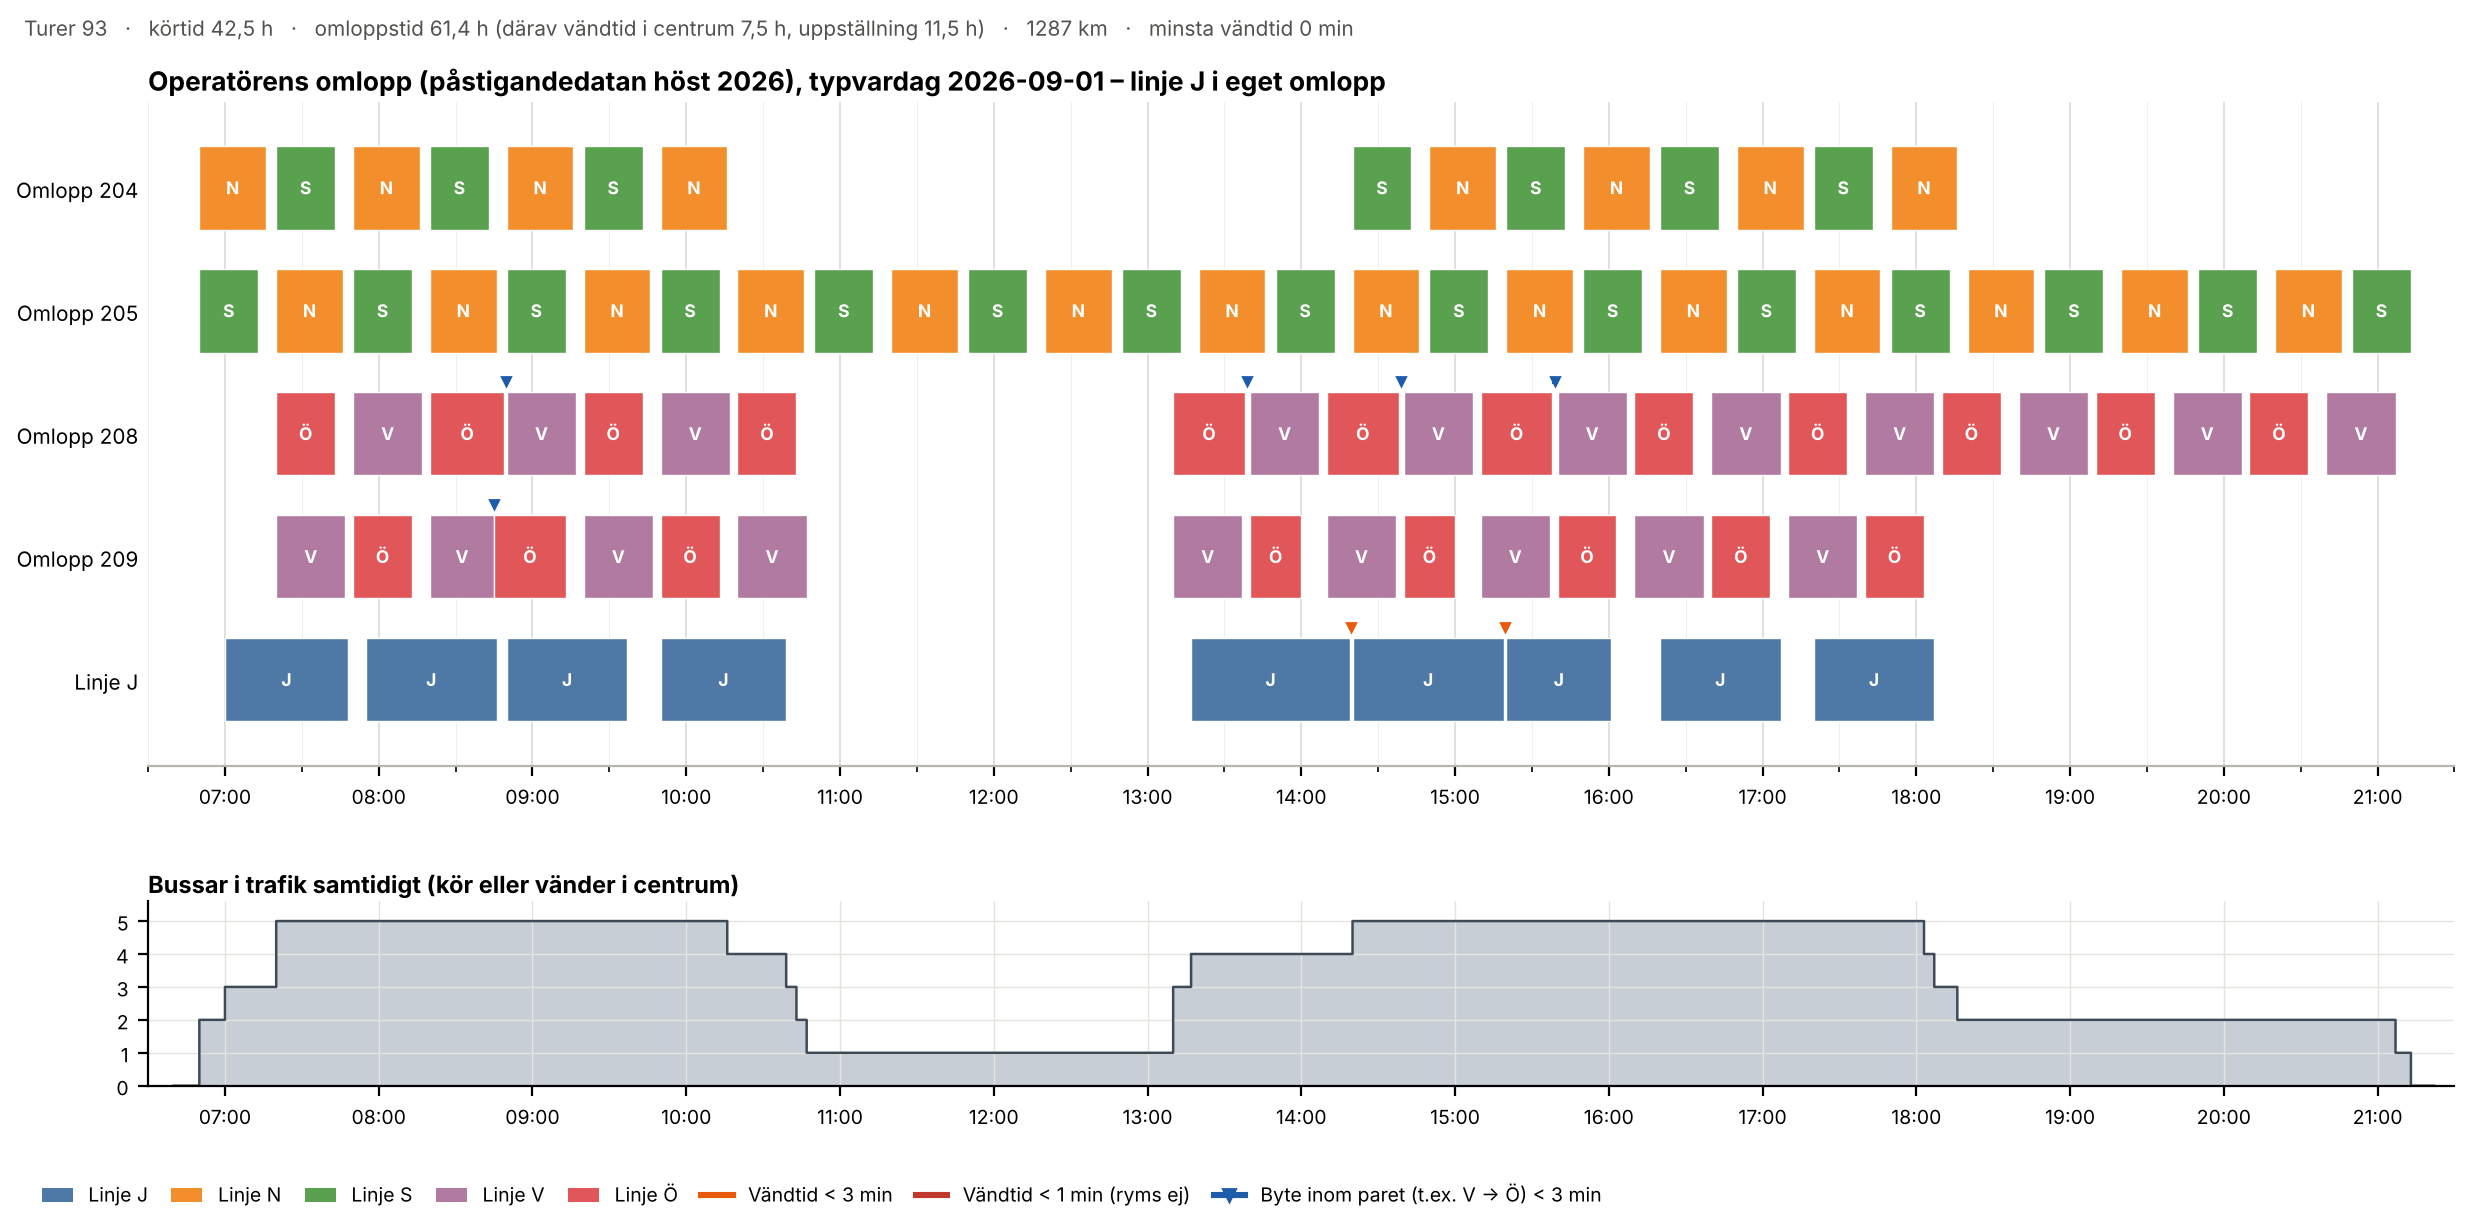 Turer 93 · körtid 42,5 h · omloppstid 61,4 h (därav vändtid i centrum 7,5 h, uppställning 11,5 h) · 1287 km · minsta vändtid 0 min
Operatörens omlopp (påstigandedatan höst 2026), typvardag 2026-09-01 – linje J i eget omlopp
Omlopp 204 N S N S N S N S N S N S N S N
Omlopp 205 S N S N S N S N S N S N S N S N S N S N S N S N S N S N S
Omlopp 208 Ö V Ö V Ö V Ö Ö V Ö V Ö V Ö V Ö V Ö V Ö V Ö V
Omlopp 209 V Ö V Ö V Ö V V Ö V Ö V Ö V Ö V Ö
Linje J J J J J J J J J J
07:00 08:00 09:00 10:00 11:00 12:00 13:00 14:00 15:00 16:00 17:00 18:00 19:00 20:00 21:00
Bussar i trafik samtidigt (kör eller vänder i centrum)
5
4
3
2
1
0
07:00 08:00 09:00 10:00 11:00 12:00 13:00 14:00 15:00 16:00 17:00 18:00 19:00 20:00 21:00
Linje J Linje N Linje S Linje V Linje Ö Vändtid < 3 min Vändtid < 1 min (ryms ej) Byte inom paret (t.ex. V → Ö) < 3 min